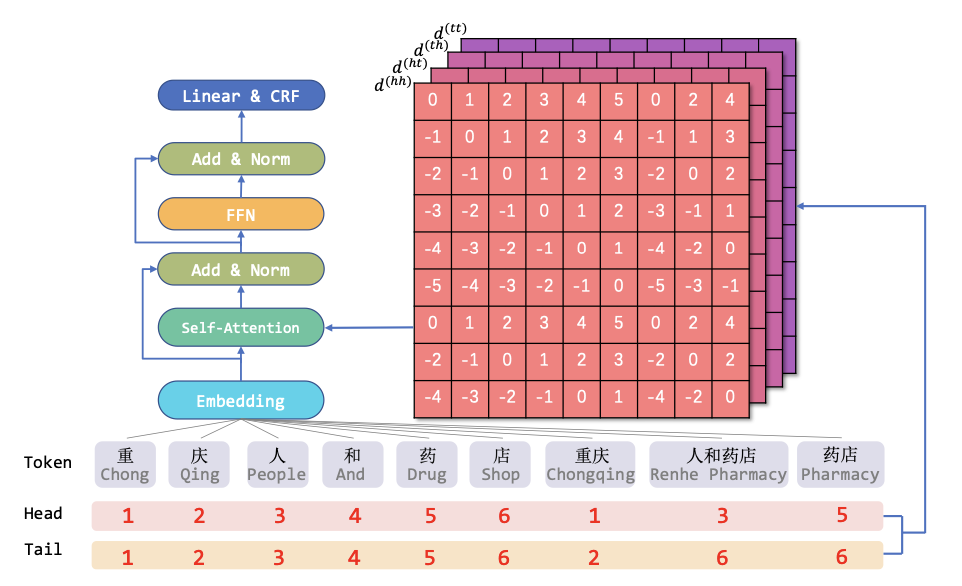 d^(tt)
d^(th)
d^(ht)
d^(hh)
0 1 2 3 4 5 0 2 4
-1 0 1 2 3 4 -1 1 3
-2 -1 0 1 2 3 -2 0 2
-3 -2 -1 0 1 2 -3 -1 1
-4 -3 -2 -1 0 1 -4 -2 0
-5 -4 -3 -2 -1 0 -5 -3 -1
0 1 2 3 4 5 0 2 4
-2 -1 0 1 2 3 -2 0 2
-4 -3 -2 -1 0 1 -4 -2 0
Linear & CRF
Add & Norm
FFN
Add & Norm
Self-Attention
Embedding
Token 重 庆 人 和 药 店 重庆 人和药店 药店
Chong Qing People And Drug Shop Chongqing Renhe Pharmacy Pharmacy
Head 1 2 3 4 5 6 1 3 5
Tail 1 2 3 4 5 6 2 6 6